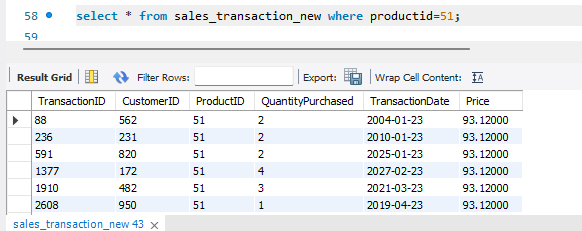 58 select * from sales_transaction_new where productid=51;
59
Result Grid Filter Rows: Export: Wrap Cell Content: IA
TransactionID CustomerID ProductID QuantityPurchased TransactionDate Price
88 562 51 2 2004-01-23 93.12000
236 231 51 2 2010-01-23 93.12000
591 820 51 2 2025-01-23 93.12000
1377 172 51 4 2027-02-23 93.12000
1910 482 51 3 2021-03-23 93.12000
2608 950 51 1 2019-04-23 93.12000
sales_transaction_new 43 ×